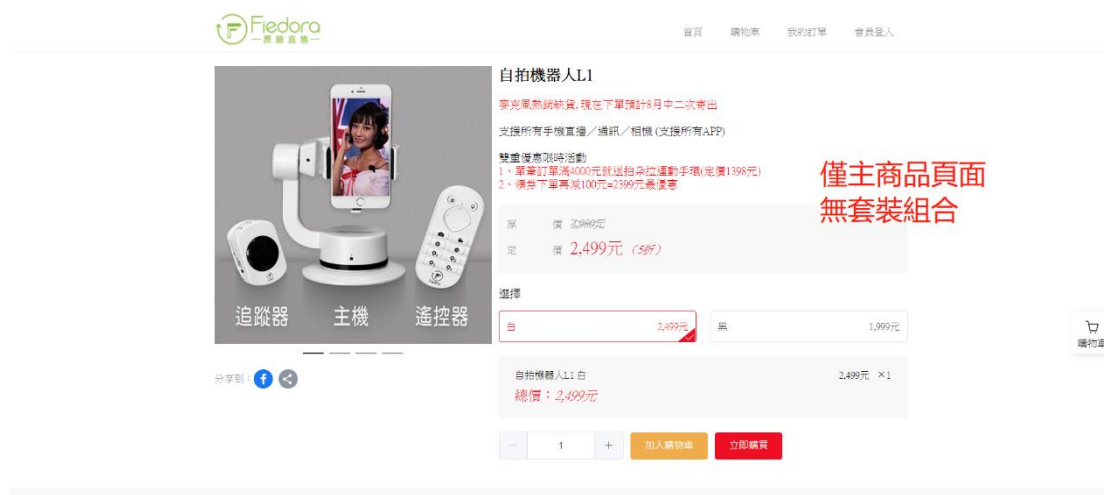 Fiedora
原廠直售
首頁
購物車
我的訂單
會員登入
自拍機器人L1
麥克風熱銷缺貨,現在下單預計8月中二次寄出
支援所有手機直播／通訊／相機 (支援所有APP)
雙重優惠限時活動
1、單筆訂單滿4000元就送拍朵拉運動手環(定價1398元)
2、領券下單再減100元=2399元最優惠
僅主商品頁面
無套裝組合
原 價
定 價 2,499元 (5折)
追蹤器
主機
遙控器
選擇
白 2,499元
黑 1,999元
購物車
分享到：
自拍機器人L1 白 2,499元 ×1
總價：2,499元
− 1 +
加入購物車
立即購買